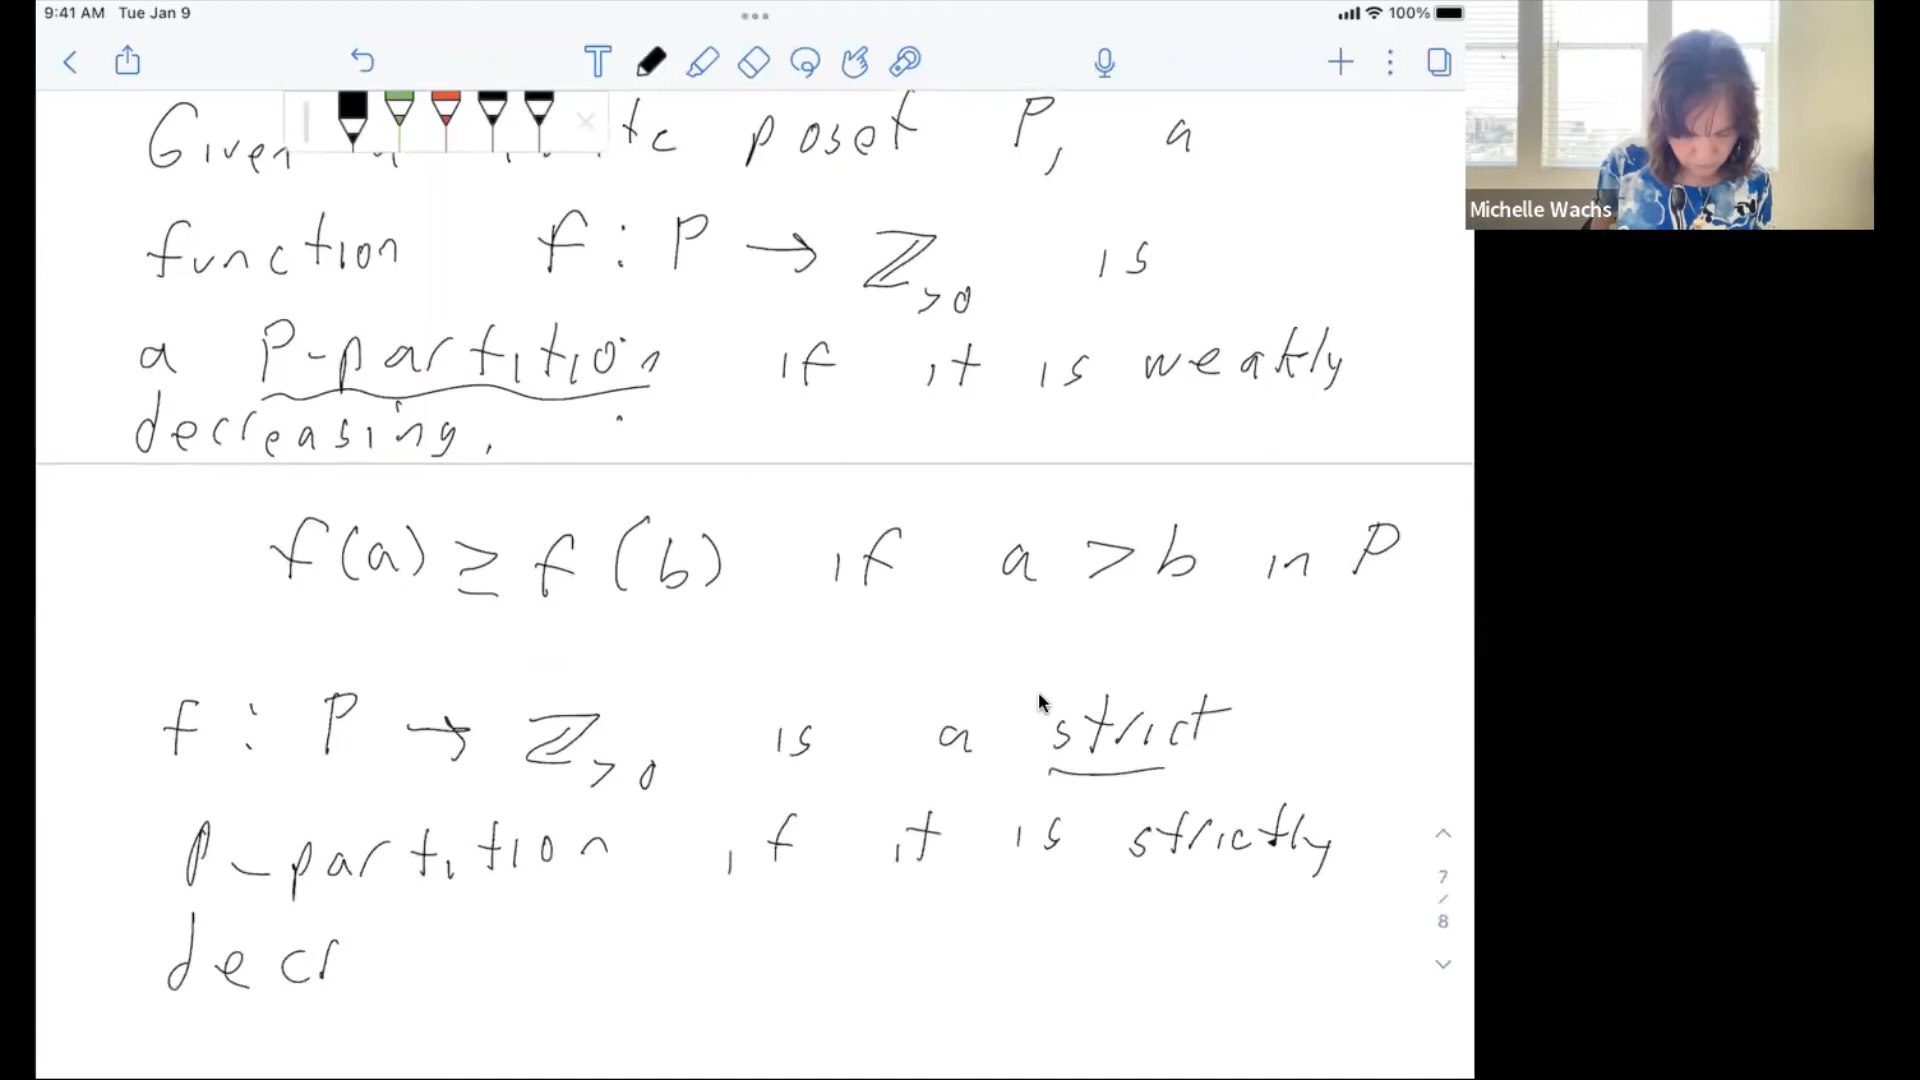 9:41 AM Tue Jan 9
100%
Given poset P, a
function f : P → ℤ>0 is
a P-partition if it is weakly
decreasing.
f(a) ≥ f(b) if a > b in P
f : P → ℤ>0 is a strict
P-partition if it is strictly
decr
7
/
8
Michelle Wachs